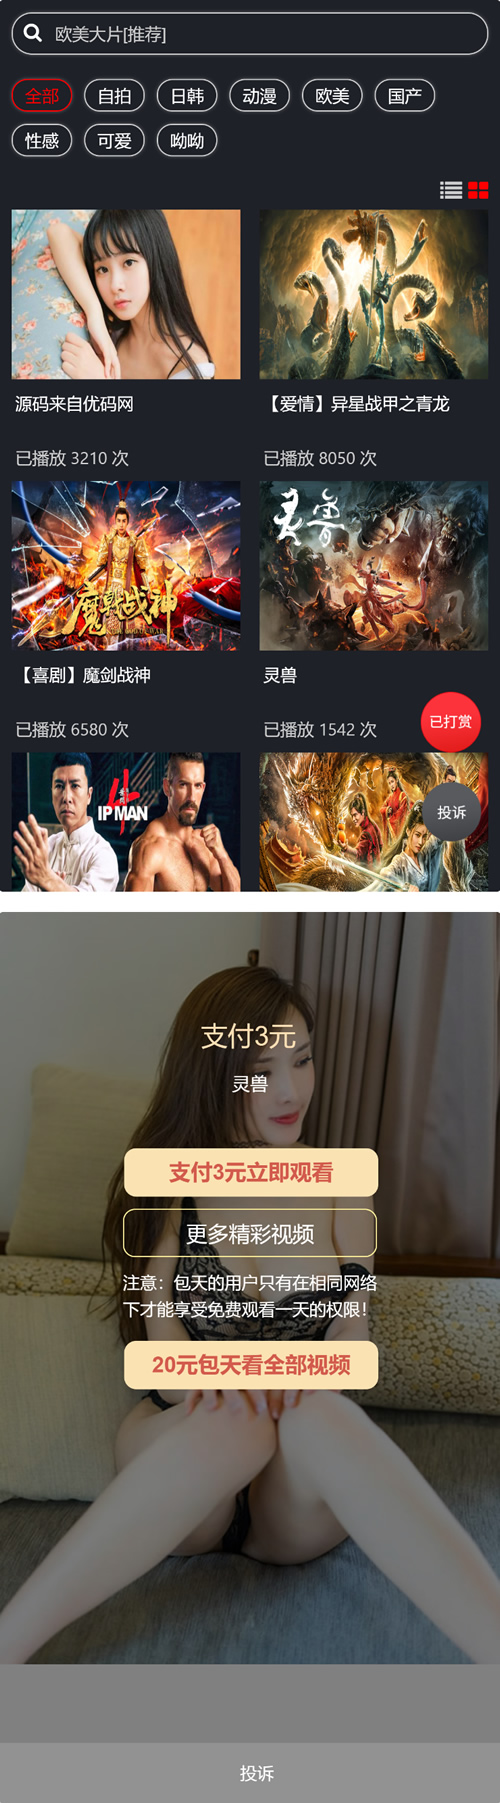 欧美大片[推荐]
全部 自拍 日韩 动漫 欧美 国产
性感 可爱 呦呦
源码来自优码网 【爱情】异星战甲之青龙
已播放 3210 次 已播放 8050 次
魔戟战神
灵兽
【喜剧】魔剑战神 灵兽
已打赏
已播放 6580 次 已播放 1542 次
4
IP MAN
投诉
支付3元
灵兽
支付3元立即观看
更多精彩视频
注意：包天的用户只有在相同网络
下才能享受免费观看一天的权限！
20元包天看全部视频
投诉